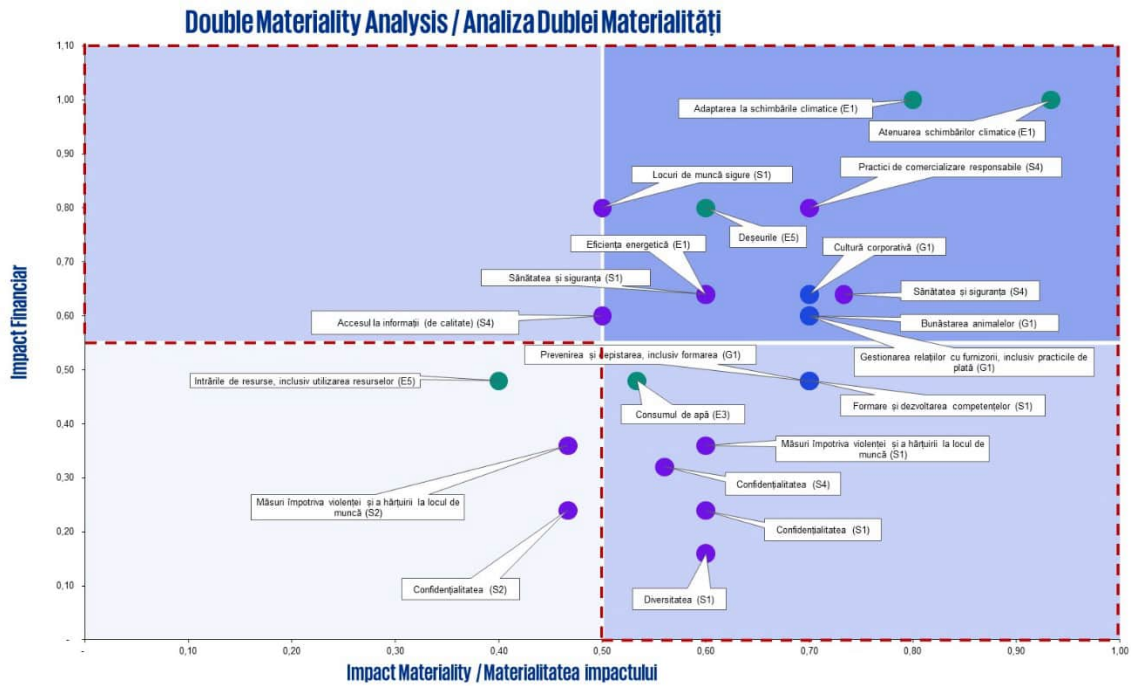 Double Materiality Analysis / Analiza Dublei Materialități
1,10
1,00
0,90
0,80
0,70
0,60
0,50
0,40
0,30
0,20
0,10
-
Impact Financiar
Adaptarea la schimbările climatice (E1)
Atenuarea schimbărilor climatice (E1)
Locuri de muncă sigure (S1)
Practici de comercializare responsabile (S4)
Eficiența energetică (E1)
Deșeurile (E5)
Cultură corporativă (G1)
Sănătatea și siguranța (S1)
Sănătatea și siguranța (S4)
Accesul la informații (de calitate) (S4)
Bunăstarea animalelor (G1)
Prevenirea și depistarea, inclusiv formarea (G1)
Gestionarea relațiilor cu furnizorii, inclusiv practicile de
plată (G1)
Intrările de resurse, inclusiv utilizarea resurselor (E5)
Consumul de apă (E3)
Formare și dezvoltarea competențelor (S1)
Măsuri împotriva violenței și a hărțuirii la locul de
muncă (S1)
Confidențialitatea (S4)
Măsuri împotriva violenței și a hărțuirii la locul de
muncă (S2)
Confidențialitatea (S1)
Confidențialitatea (S2)
Diversitatea (S1)
-
0,10
0,20
0,30
0,40
0,50
0,60
0,70
0,80
0,90
1,00
Impact Materiality / Materialitatea impactului